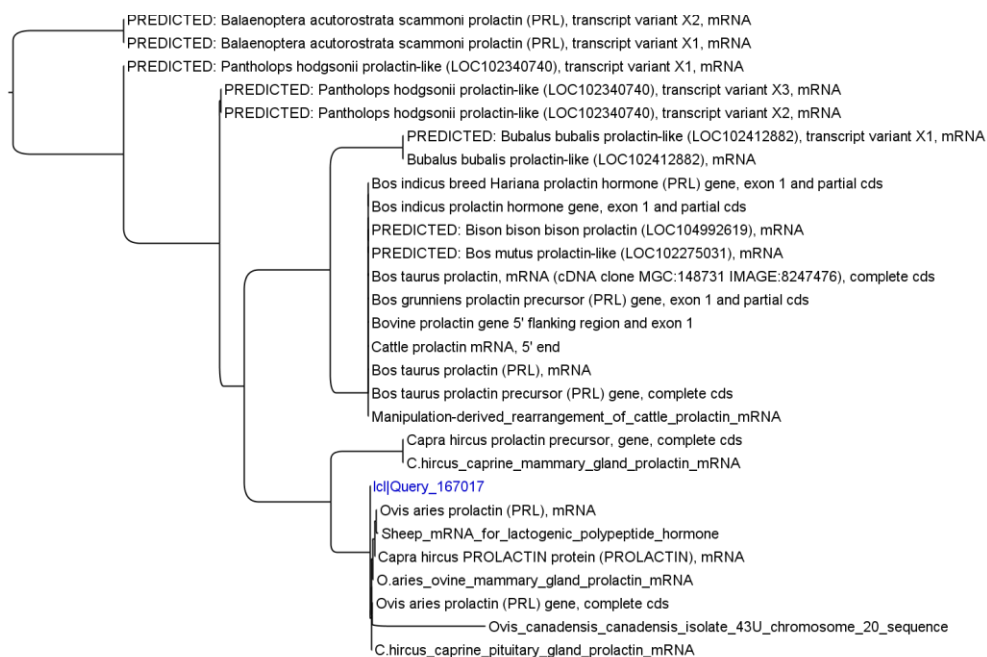 PREDICTED: Balaenoptera acutorostrata scammoni prolactin (PRL), transcript variant X2, mRNA
PREDICTED: Balaenoptera acutorostrata scammoni prolactin (PRL), transcript variant X1, mRNA
PREDICTED: Pantholops hodgsonii prolactin-like (LOC102340740), transcript variant X1, mRNA
PREDICTED: Pantholops hodgsonii prolactin-like (LOC102340740), transcript variant X3, mRNA
PREDICTED: Pantholops hodgsonii prolactin-like (LOC102340740), transcript variant X2, mRNA
PREDICTED: Bubalus bubalis prolactin-like (LOC102412882), transcript variant X1, mRNA
Bubalus bubalis prolactin-like (LOC102412882), mRNA
Bos indicus breed Hariana prolactin hormone (PRL) gene, exon 1 and partial cds
Bos indicus prolactin hormone gene, exon 1 and partial cds
PREDICTED: Bison bison bison prolactin (LOC104992619), mRNA
PREDICTED: Bos mutus prolactin-like (LOC102275031), mRNA
Bos taurus prolactin, mRNA (cDNA clone MGC:148731 IMAGE:8247476), complete cds
Bos grunniens prolactin precursor (PRL) gene, exon 1 and partial cds
Bovine prolactin gene 5' flanking region and exon 1
Cattle prolactin mRNA, 5' end
Bos taurus prolactin (PRL), mRNA
Bos taurus prolactin precursor (PRL) gene, complete cds
Manipulation-derived_rearrangement_of_cattle_prolactin_mRNA
Capra hircus prolactin precursor, gene, complete cds
C.hircus_caprine_mammary_gland_prolactin_mRNA
lcl|Query_167017
Ovis aries prolactin (PRL), mRNA
Sheep_mRNA_for_lactogenic_polypeptide_hormone
Capra hircus PROLACTIN protein (PROLACTIN), mRNA
O.aries_ovine_mammary_gland_prolactin_mRNA
Ovis aries prolactin (PRL) gene, complete cds
Ovis_canadensis_canadensis_isolate_43U_chromosome_20_sequence
C.hircus_caprine_pituitary_gland_prolactin_mRNA